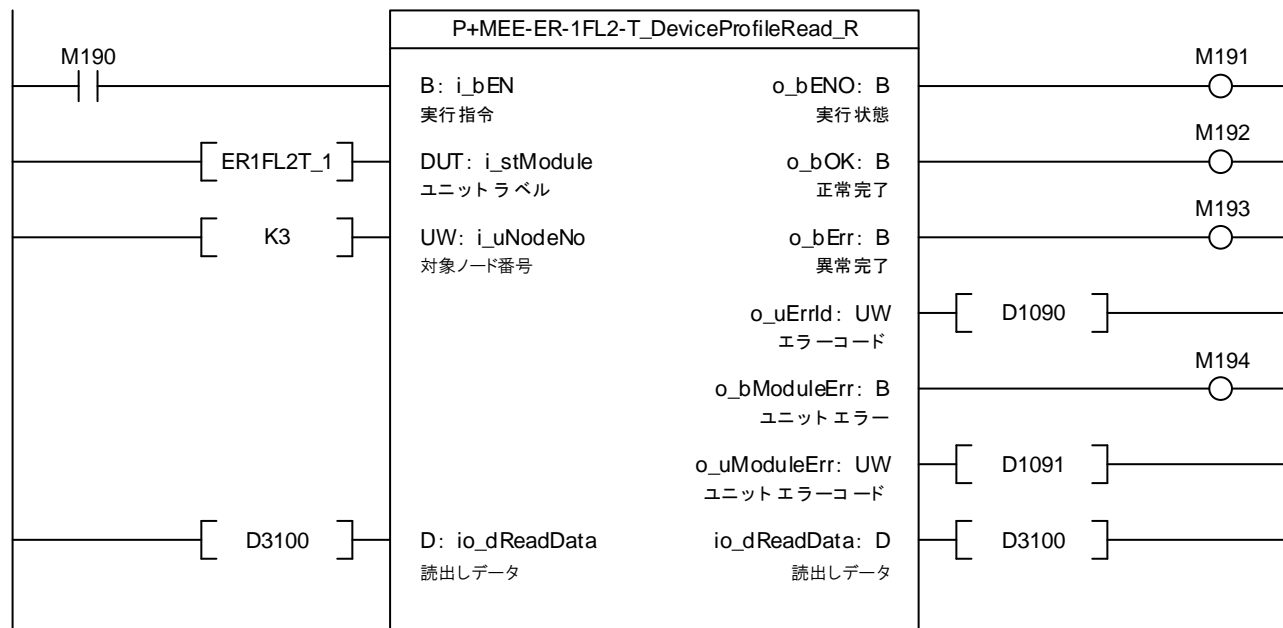 P+MEE-ER-1FL2-T_DeviceProfileRead_R
M190
M191
B: i_bEN
o_bENO: B
実行指令
実行状態
M192
ER1FL2T_1
DUT: i_stModule
o_bOK: B
ユニットラベル
正常完了
M193
K3
UW: i_uNodeNo
o_bErr: B
対象ノード番号
異常完了
o_uErrId: UW
D1090
エラーコード
M194
o_bModuleErr: B
ユニットエラー
o_uModuleErr: UW
D1091
ユニットエラーコード
D3100
D: io_dReadData
io_dReadData: D
D3100
読出しデータ
読出しデータ